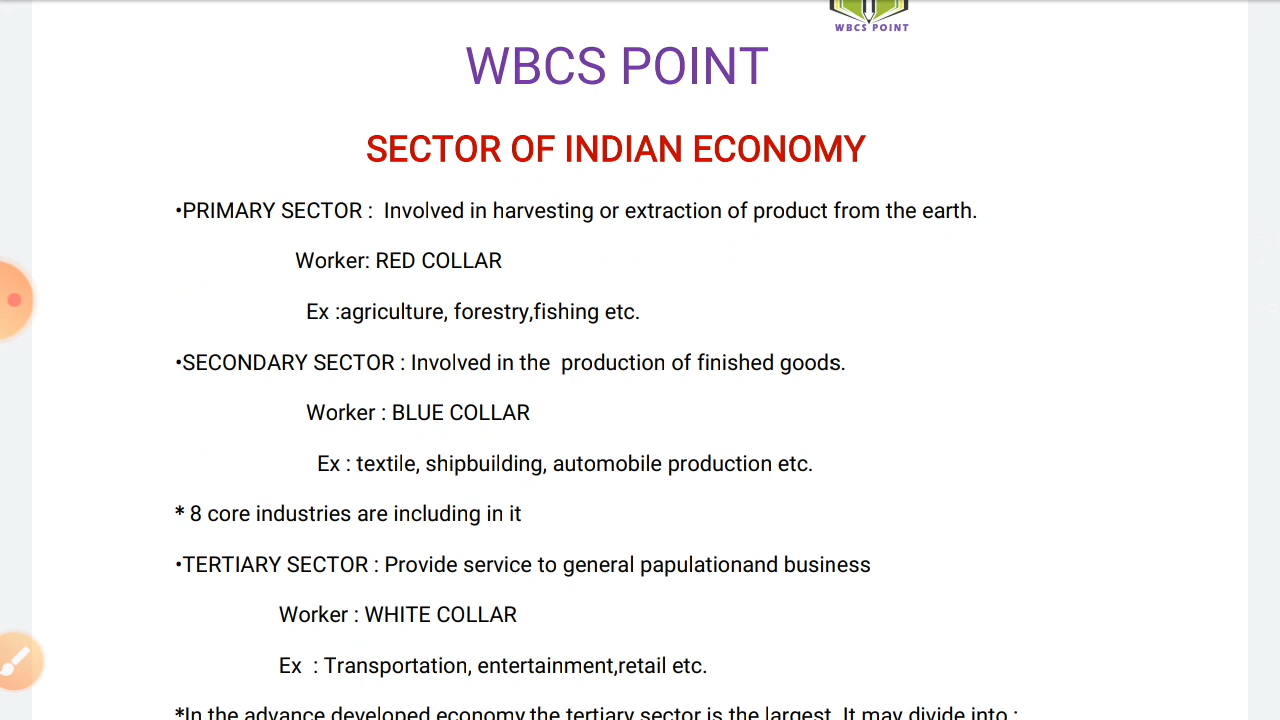 WBCS POINT
WBCS POINT
SECTOR OF INDIAN ECONOMY
•PRIMARY SECTOR :  Involved in harvesting or extraction of product from the earth.
Worker: RED COLLAR
Ex :agriculture, forestry,fishing etc.
•SECONDARY SECTOR : Involved in the  production of finished goods.
Worker : BLUE COLLAR
Ex : textile, shipbuilding, automobile production etc.
* 8 core industries are including in it
•TERTIARY SECTOR : Provide service to general papulationand business
Worker : WHITE COLLAR
Ex  : Transportation, entertainment,retail etc.
*In the advance developed economy the tertiary sector is the largest. It may divide into :